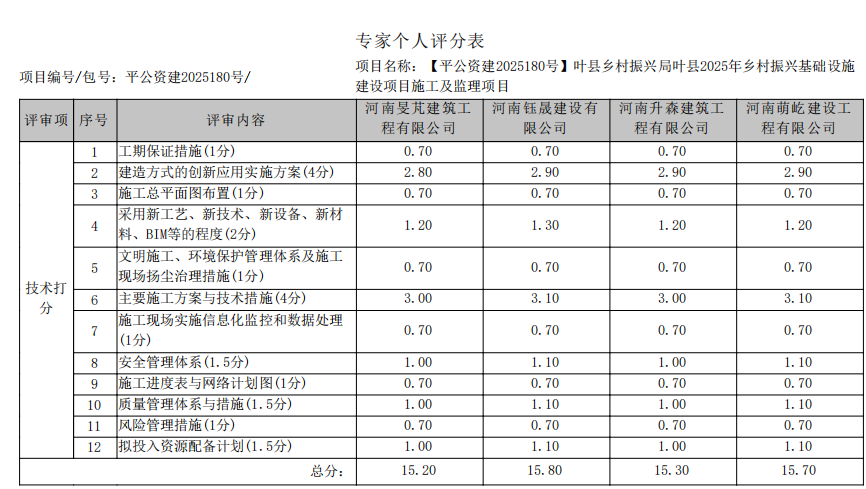 专家个人评分表
项目编号/包号：平公资建2025180号/
项目名称：【平公资建2025180号】叶县乡村振兴局叶县2025年乡村振兴基础设施
建设项目施工及监理项目
评审项 序号 评审内容 河南旻芃建筑工程有限公司 河南钰晟建设有限公司 河南升森建筑工程有限公司 河南萌屹建设工程有限公司
技术打分
1 工期保证措施(1分) 0.70 0.70 0.70 0.70
2 建造方式的创新应用实施方案(4分) 2.80 2.90 2.90 2.90
3 施工总平面图布置(1分) 0.70 0.70 0.70 0.70
4 采用新工艺、新技术、新设备、新材料、BIM等的程度(2分) 1.20 1.30 1.20 1.20
5 文明施工、环境保护管理体系及施工现场扬尘治理措施(1分) 0.70 0.70 0.70 0.70
6 主要施工方案与技术措施(4分) 3.00 3.10 3.00 3.10
7 施工现场实施信息化监控和数据处理(1分) 0.70 0.70 0.70 0.70
8 安全管理体系(1.5分) 1.00 1.10 1.00 1.10
9 施工进度表与网络计划图(1分) 0.70 0.70 0.70 0.70
10 质量管理体系与措施(1.5分) 1.00 1.10 1.00 1.10
11 风险管理措施(1分) 0.70 0.70 0.70 0.70
12 拟投入资源配备计划(1.5分) 1.00 1.10 1.00 1.10
总分： 15.20 15.80 15.30 15.70